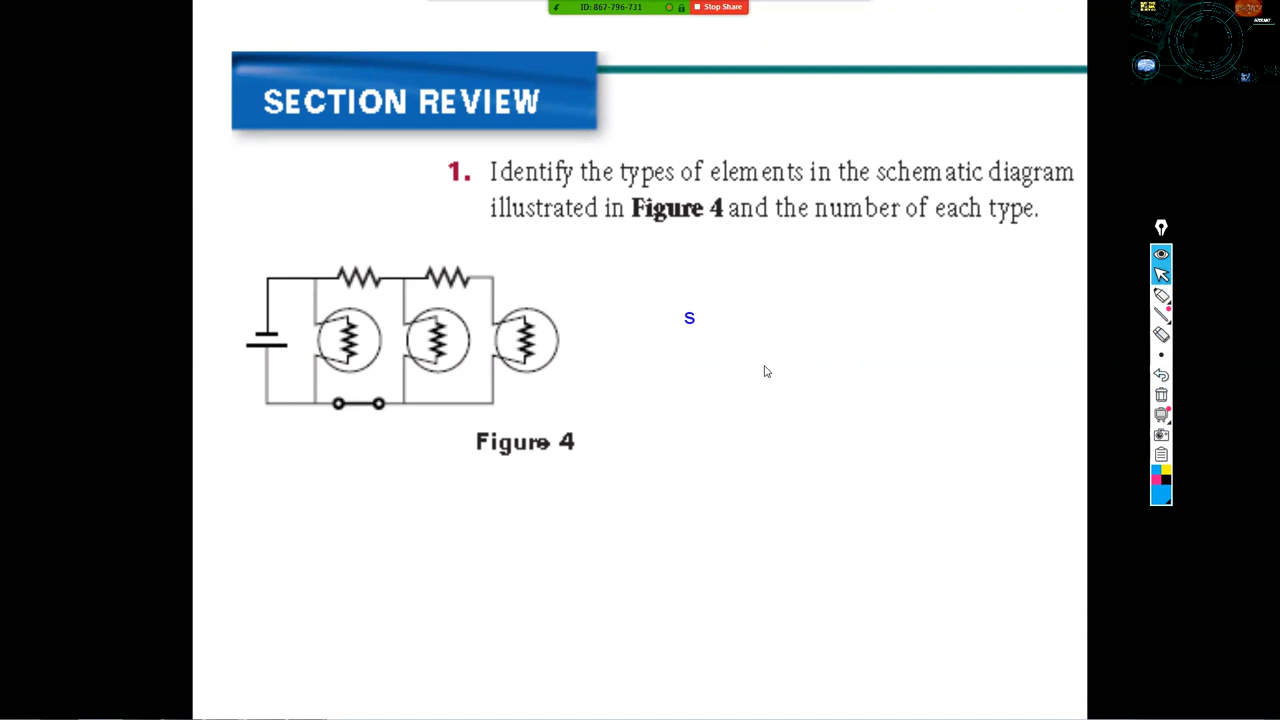 ID: 867-796-731 Stop Share
SECTION REVIEW
1. Identify the types of elements in the schematic diagram
illustrated in Figure 4 and the number of each type.
s
Figure 4